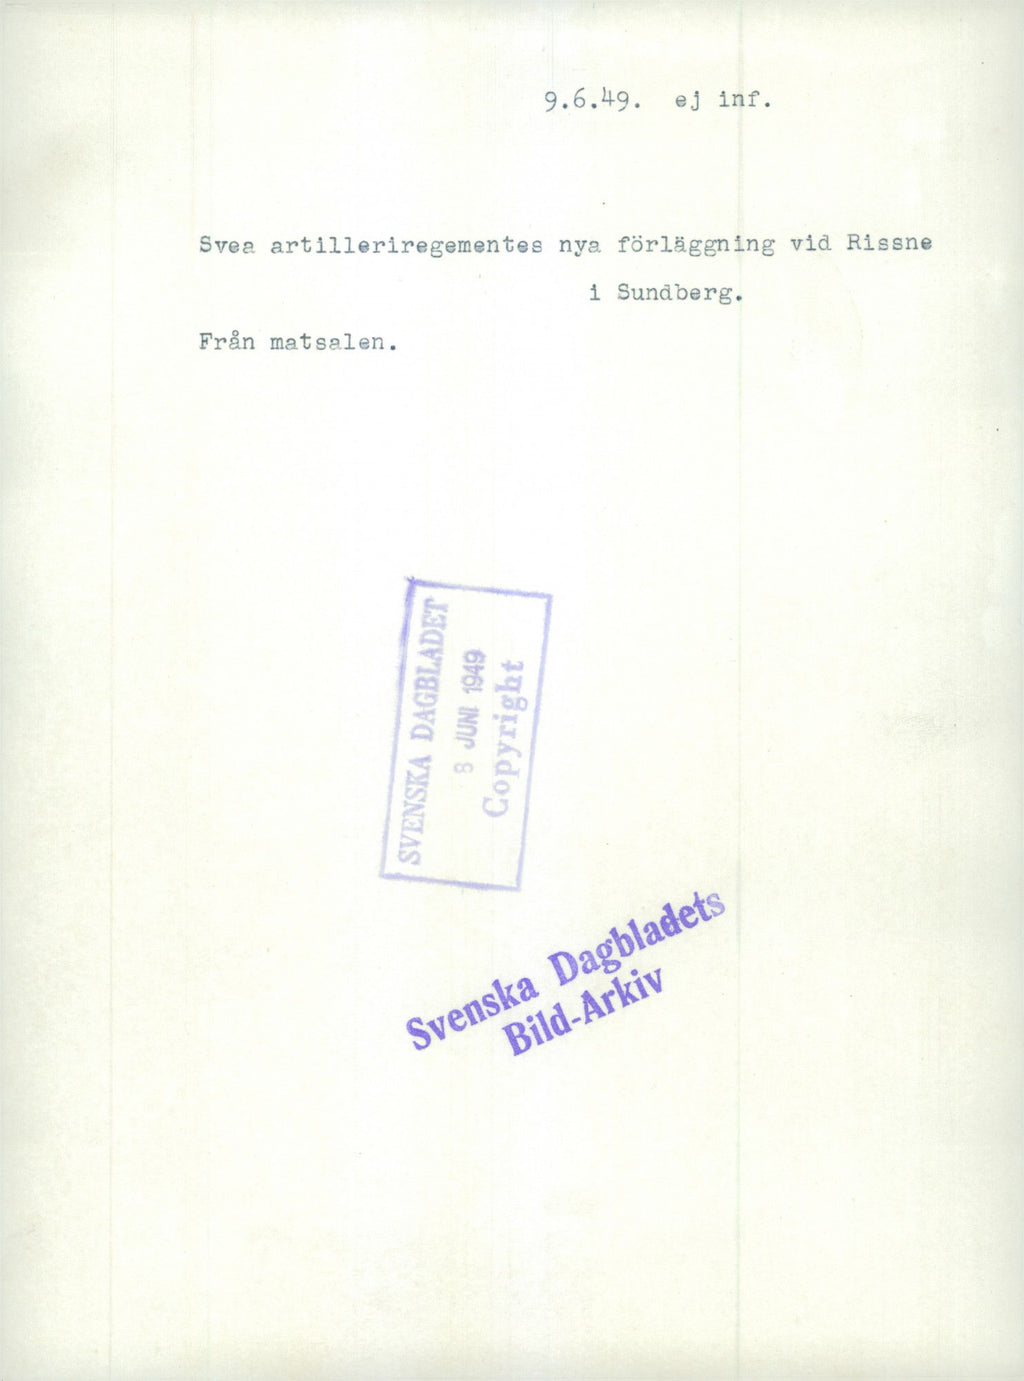 9.6.49. ej inf.
Svea artilleriregementes nya förläggning vid Rissne
i Sundberg.
Från matsalen.
SVENSKA DAGBLADET
8 JUNI 1949
Copyright
Svenska Dagbladets
Bild-Arkiv